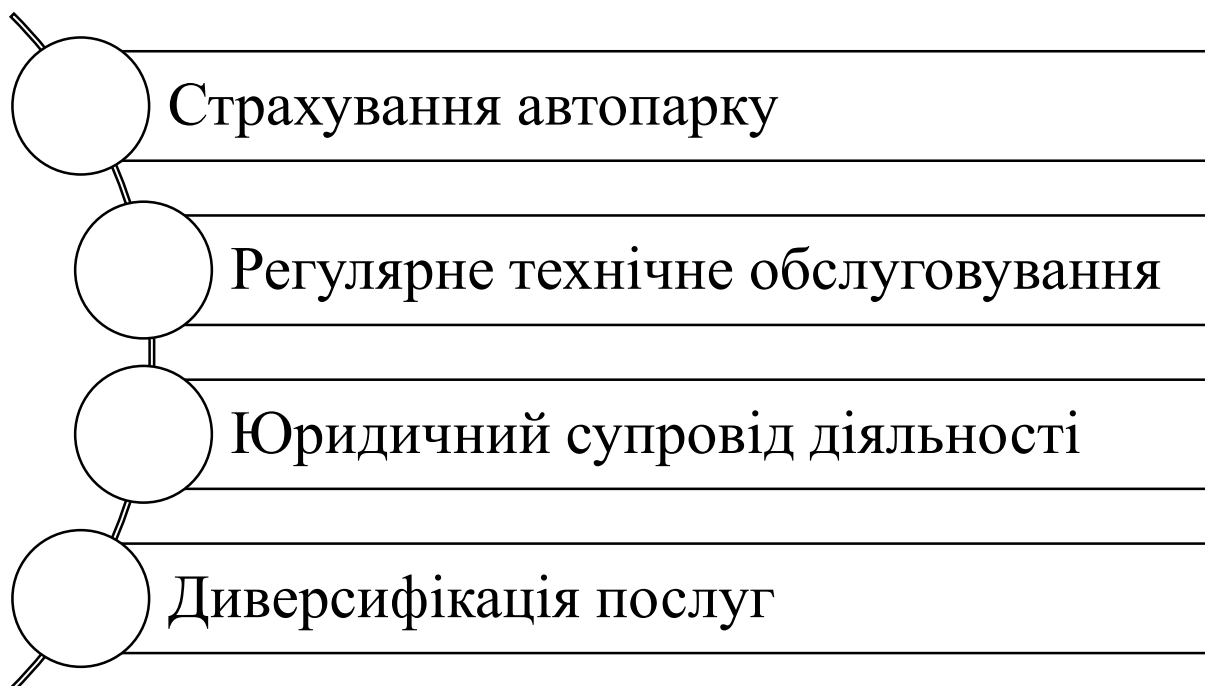 Страхування автопарку
Регулярне технічне обслуговування
Юридичний супровід діяльності
Диверсифікація послуг